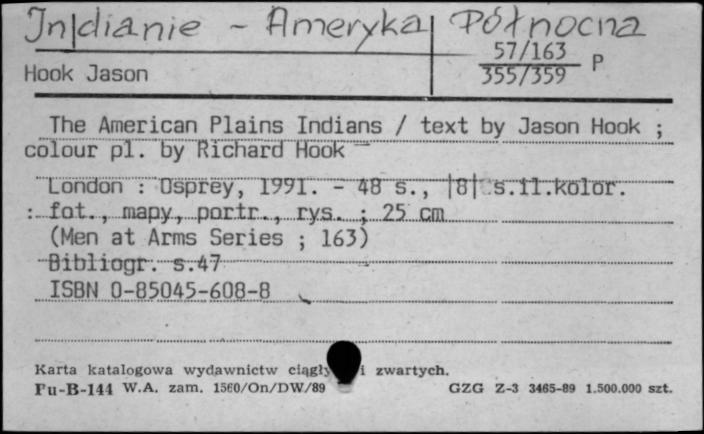 Indianie - Ameryka Północna
57/163 P
355/359
Hook Jason
The American Plains Indians / text by Jason Hook ;
colour pl. by Richard Hook -
London : Osprey, 1991. - 48 s., |8| s.il.kolor.
: fot., mapy, portr., rys. ; 25 cm
(Men at Arms Series ; 163)
Bibliogr. s.47
ISBN 0-85045-608-8
Karta katalogowa wydawnictw i zwartych.
Pu-B-144 W.A. zam. 1560/On/DW/89 GZG Z-3 3465-89 1.500.000 szt.